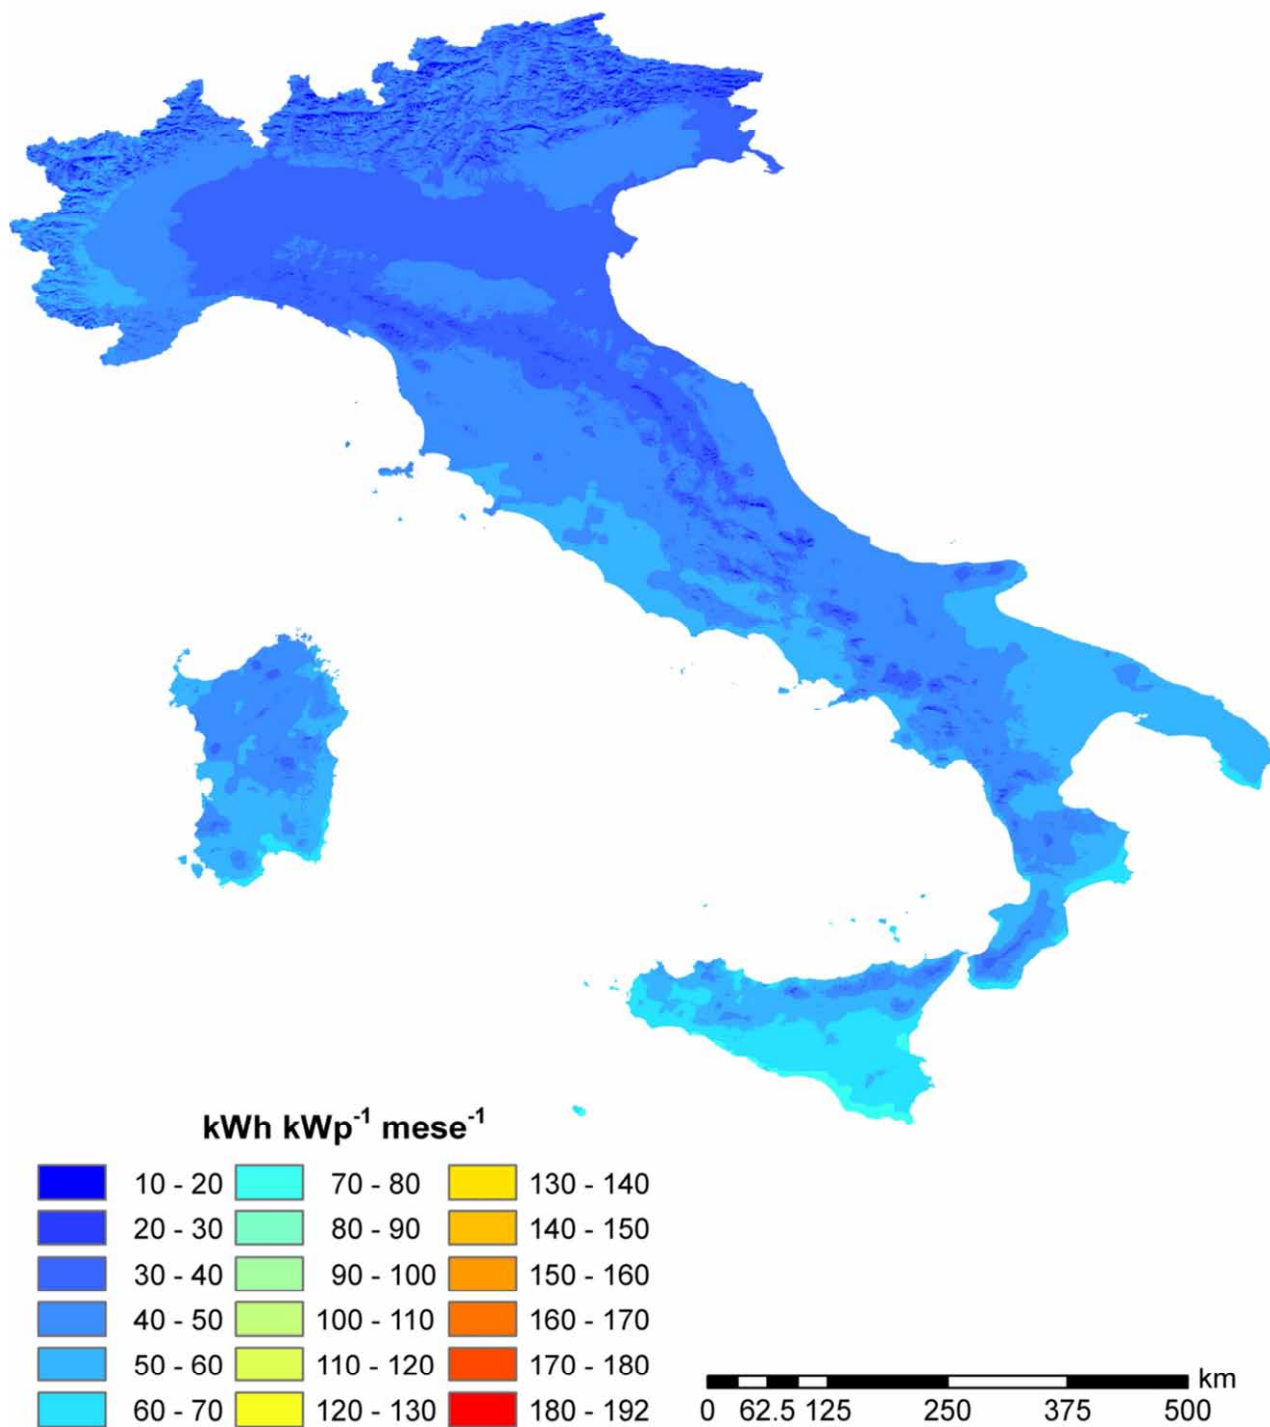 kWh kWp⁻¹ mese⁻¹
10 - 20 70 - 80 130 - 140
20 - 30 80 - 90 140 - 150
30 - 40 90 - 100 150 - 160
40 - 50 100 - 110 160 - 170
50 - 60 110 - 120 170 - 180
60 - 70 120 - 130 180 - 192
km
0 62.5 125 250 375 500